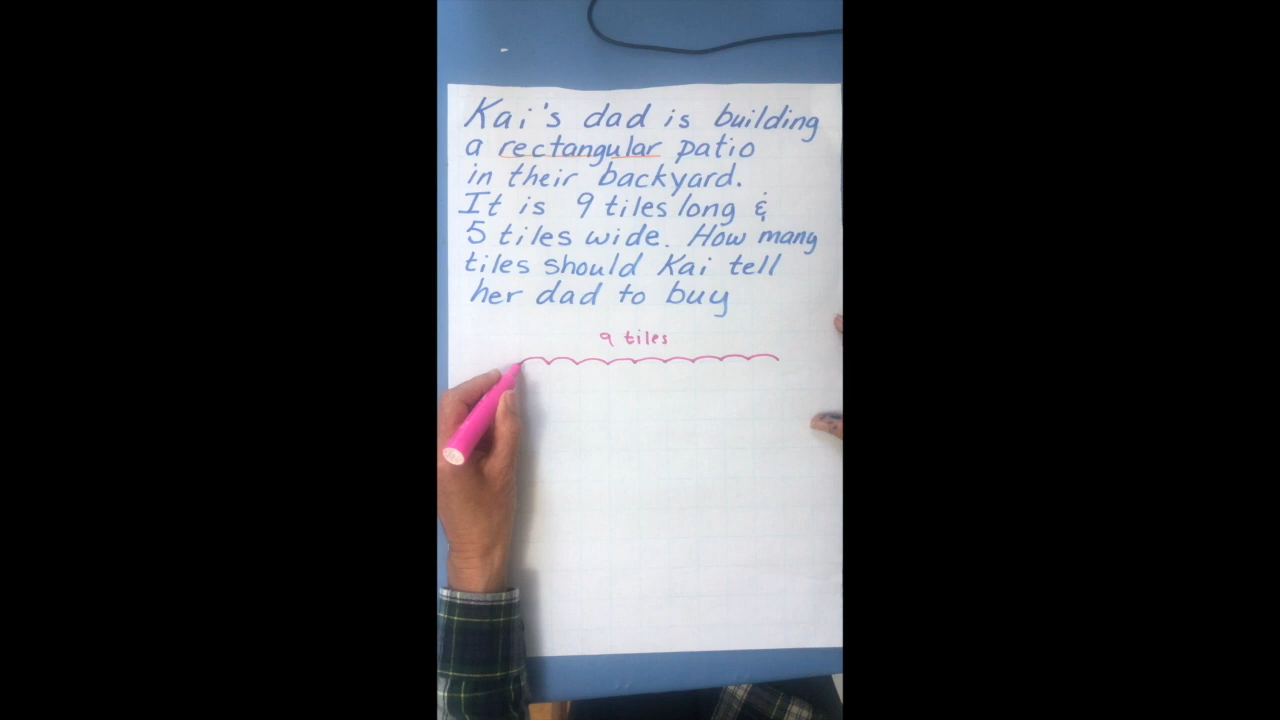 Kai's dad is building
a rectangular patio
in their backyard.
It is 9 tiles long &
5 tiles wide. How many
tiles should Kai tell
her dad to buy
9 tiles